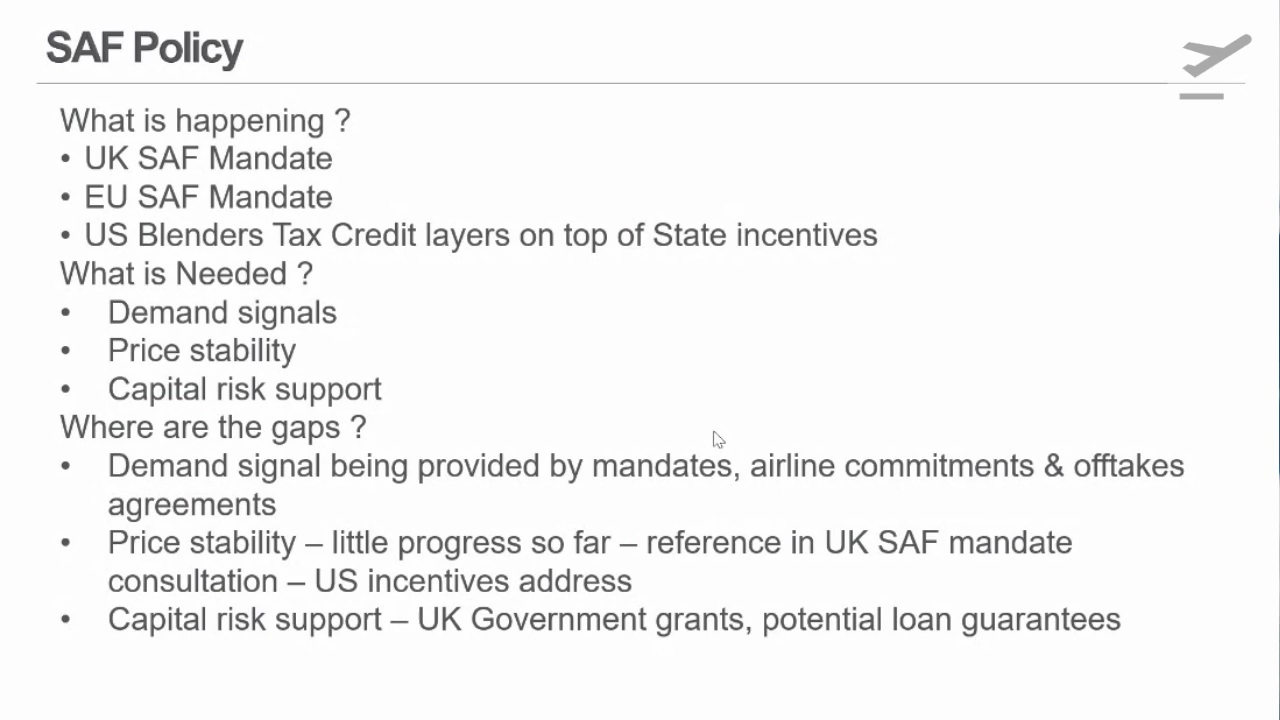 SAF Policy
What is happening ?
• UK SAF Mandate
• EU SAF Mandate
• US Blenders Tax Credit layers on top of State incentives
What is Needed ?
• Demand signals
• Price stability
• Capital risk support
Where are the gaps ?
• Demand signal being provided by mandates, airline commitments & offtakes
agreements
• Price stability – little progress so far – reference in UK SAF mandate
consultation – US incentives address
• Capital risk support – UK Government grants, potential loan guarantees